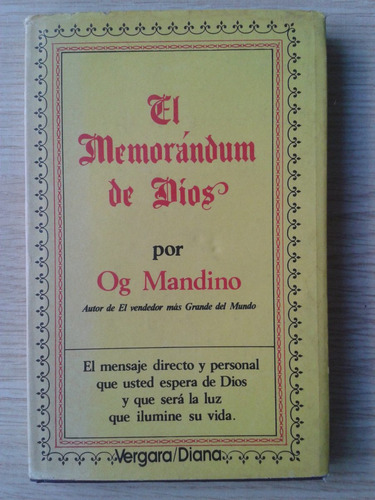 El
Memorándum
de Dios
por
Og Mandino
Autor de El vendedor más Grande del Mundo
El mensaje directo y personal
que usted espera de Dios
y que será la luz
que ilumine su vida.
Vergara/Diana